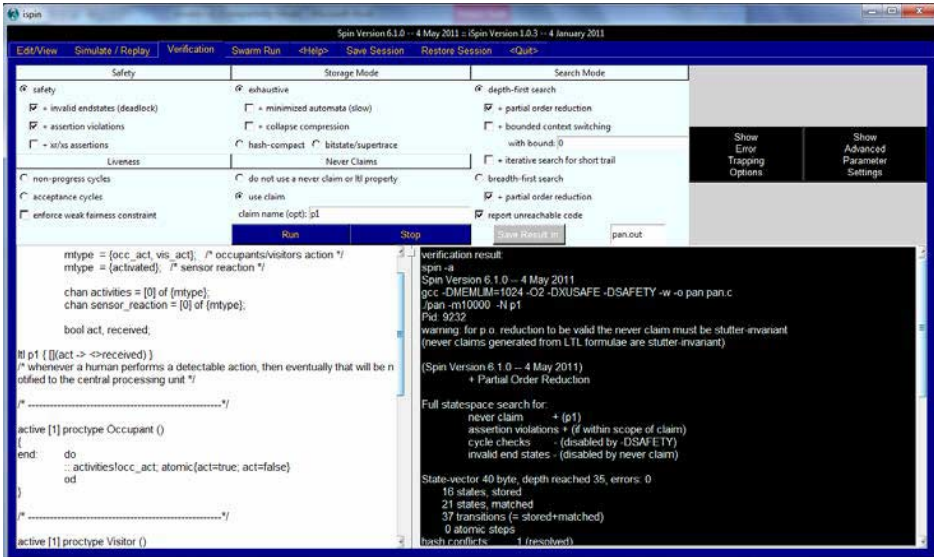 ispin
Spin Version 6.1.0 -- 4 May 2011 :: iSpin Version 1.0.3 -- 4 January 2011
Edit/View Simulate / Replay Verification Swarm Run <Help> Save Session Restore Session <Quit>
Safety Storage Mode Search Mode
safety exhaustive depth-first search
+ invalid endstates (deadlock) + minimized automata (slow) + partial order reduction
+ assertion violations + collapse compression + bounded context switching
+ xr/xs assertions hash-compact bitstate/supertrace with bound: 0
Liveness Never Claims + iterative search for short trail
non-progress cycles do not use a never claim or ltl property breadth-first search
acceptance cycles use claim + partial order reduction
enforce weak fairness constraint claim name (opt): p1 report unreachable code
Run Stop Save Result in: pan.out
Show
Error
Trapping
Options
Show
Advanced
Parameter
Settings
mtype = {occ_act, vis_act}; /* occupants/visitors action */
mtype = {activated}; /* sensor reaction */
chan activities = [0] of {mtype};
chan sensor_reaction = [0] of {mtype};
bool act, received;
ltl p1 { [](act -> <>received) }
/* whenever a human performs a detectable action, then eventually that will be n
otified to the central processing unit */
/* -----------------------------------------------------*/
active [1] proctype Occupant ()
{
end: do
:: activities!occ_act; atomic{act=true; act=false}
od
}
/* -----------------------------------------------------*/
active [1] proctype Visitor ()
verification result:
spin -a
Spin Version 6.1.0 -- 4 May 2011
gcc -DMEMLIM=1024 -O2 -DXUSAFE -DSAFETY -w -o pan pan.c
./pan -m10000 -N p1
Pid: 9232
warning: for p.o. reduction to be valid the never claim must be stutter-invariant
(never claims generated from LTL formulae are stutter-invariant)
(Spin Version 6.1.0 -- 4 May 2011)
+ Partial Order Reduction
Full statespace search for:
never claim + (p1)
assertion violations + (if within scope of claim)
cycle checks - (disabled by -DSAFETY)
invalid end states - (disabled by never claim)
State-vector 40 byte, depth reached 35, errors: 0
16 states, stored
21 states, matched
37 transitions (= stored+matched)
0 atomic steps
hash conflicts: 1 (resolved)